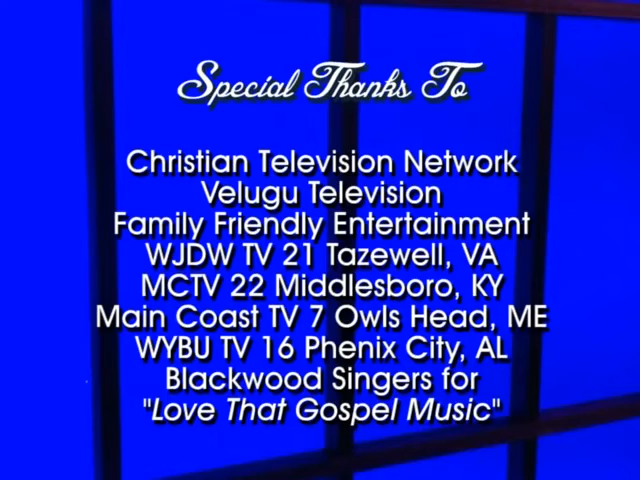 Special Thanks To
Christian Television Network
Velugu Television
Family Friendly Entertainment
WJDW TV 21 Tazewell, VA
MCTV 22 Middlesboro, KY
Main Coast TV 7 Owls Head, ME
WYBU TV 16 Phenix City, AL
Blackwood Singers for
"Love That Gospel Music"